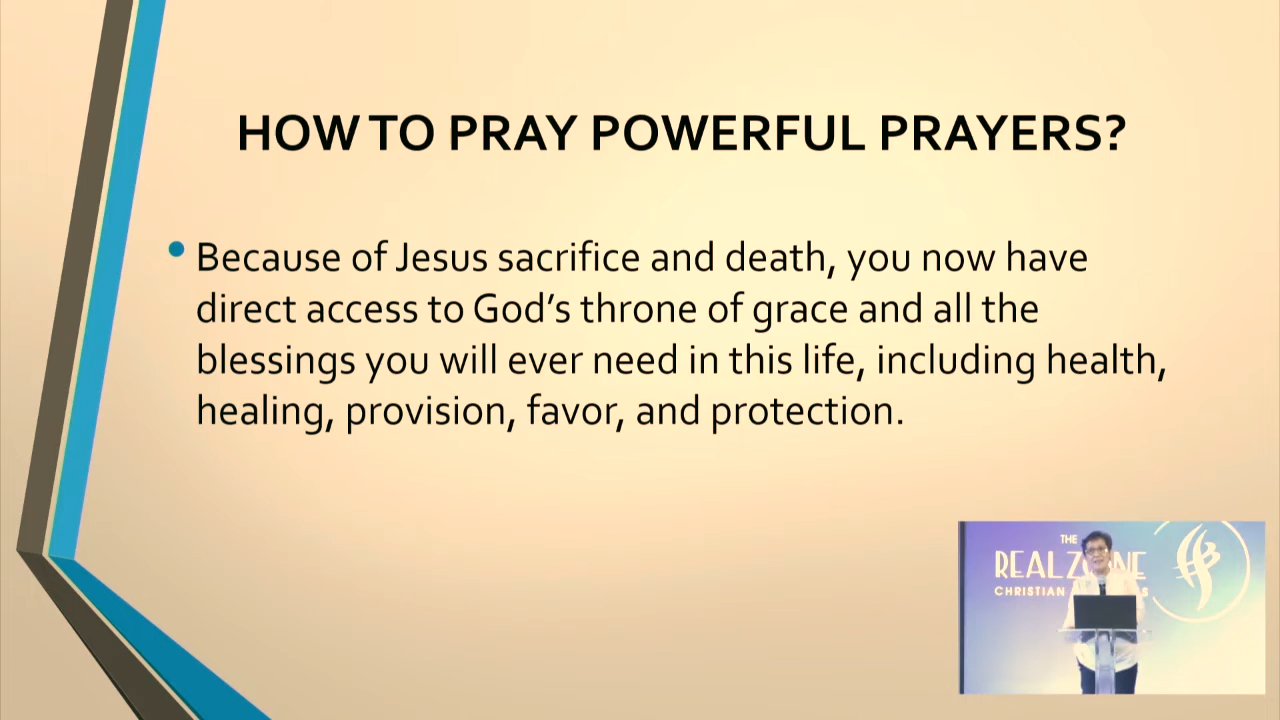 HOW TO PRAY POWERFUL PRAYERS?
• Because of Jesus sacrifice and death, you now have
direct access to God’s throne of grace and all the
blessings you will ever need in this life, including health,
healing, provision, favor, and protection.
THE
CHRISTIAN